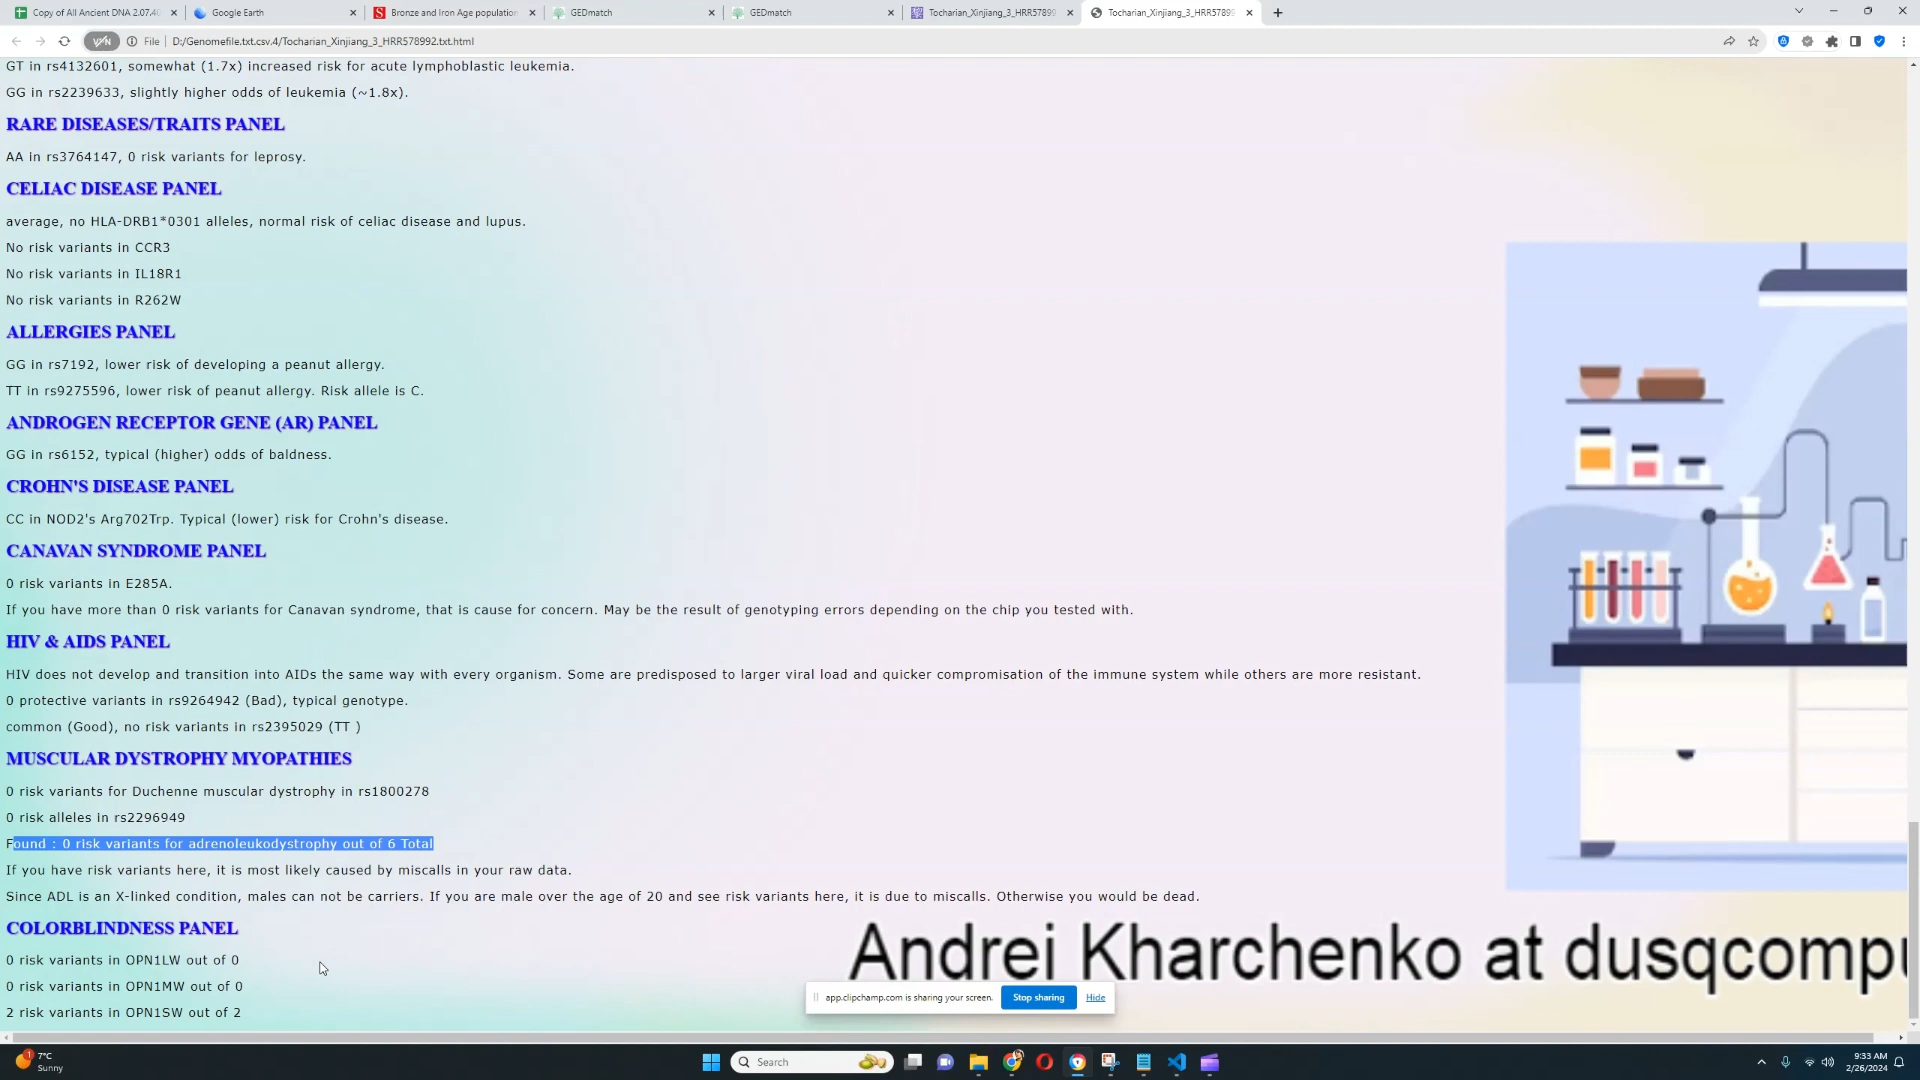 Copy of All Ancient DNA 2.07.40
Google Earth
Bronze and Iron Age population
GEDmatch
GEDmatch
Tocharian_Xinjiang_3_HRR57899
Tocharian_Xinjiang_3_HRR57899
VPN
File
D:/Genomefile.txt.csv.4/Tocharian_Xinjiang_3_HRR578992.txt.html
GT in rs4132601, somewhat (1.7x) increased risk for acute lymphoblastic leukemia.
GG in rs2239633, slightly higher odds of leukemia (~1.8x).
RARE DISEASES/TRAITS PANEL
AA in rs3764147, 0 risk variants for leprosy.
CELIAC DISEASE PANEL
average, no HLA-DRB1*0301 alleles, normal risk of celiac disease and lupus.
No risk variants in CCR3
No risk variants in IL18R1
No risk variants in R262W
ALLERGIES PANEL
GG in rs7192, lower risk of developing a peanut allergy.
TT in rs9275596, lower risk of peanut allergy. Risk allele is C.
ANDROGEN RECEPTOR GENE (AR) PANEL
GG in rs6152, typical (higher) odds of baldness.
CROHN'S DISEASE PANEL
CC in NOD2's Arg702Trp. Typical (lower) risk for Crohn's disease.
CANAVAN SYNDROME PANEL
0 risk variants in E285A.
If you have more than 0 risk variants for Canavan syndrome, that is cause for concern. May be the result of genotyping errors depending on the chip you tested with.
HIV & AIDS PANEL
HIV does not develop and transition into AIDs the same way with every organism. Some are predisposed to larger viral load and quicker compromisation of the immune system while others are more resistant.
0 protective variants in rs9264942 (Bad), typical genotype.
common (Good), no risk variants in rs2395029 (TT )
MUSCULAR DYSTROPHY MYOPATHIES
0 risk variants for Duchenne muscular dystrophy in rs1800278
0 risk alleles in rs2296949
Found : 0 risk variants for adrenoleukodystrophy out of 6 Total
If you have risk variants here, it is most likely caused by miscalls in your raw data.
Since ADL is an X-linked condition, males can not be carriers. If you are male over the age of 20 and see risk variants here, it is due to miscalls. Otherwise you would be dead.
COLORBLINDNESS PANEL
0 risk variants in OPN1LW out of 0
0 risk variants in OPN1MW out of 0
2 risk variants in OPN1SW out of 2
Andrei Kharchenko at dusqcompu
app.clipchamp.com is sharing your screen.
Stop sharing
Hide
1
7°C
Sunny
Search
9:33 AM
2/26/2024